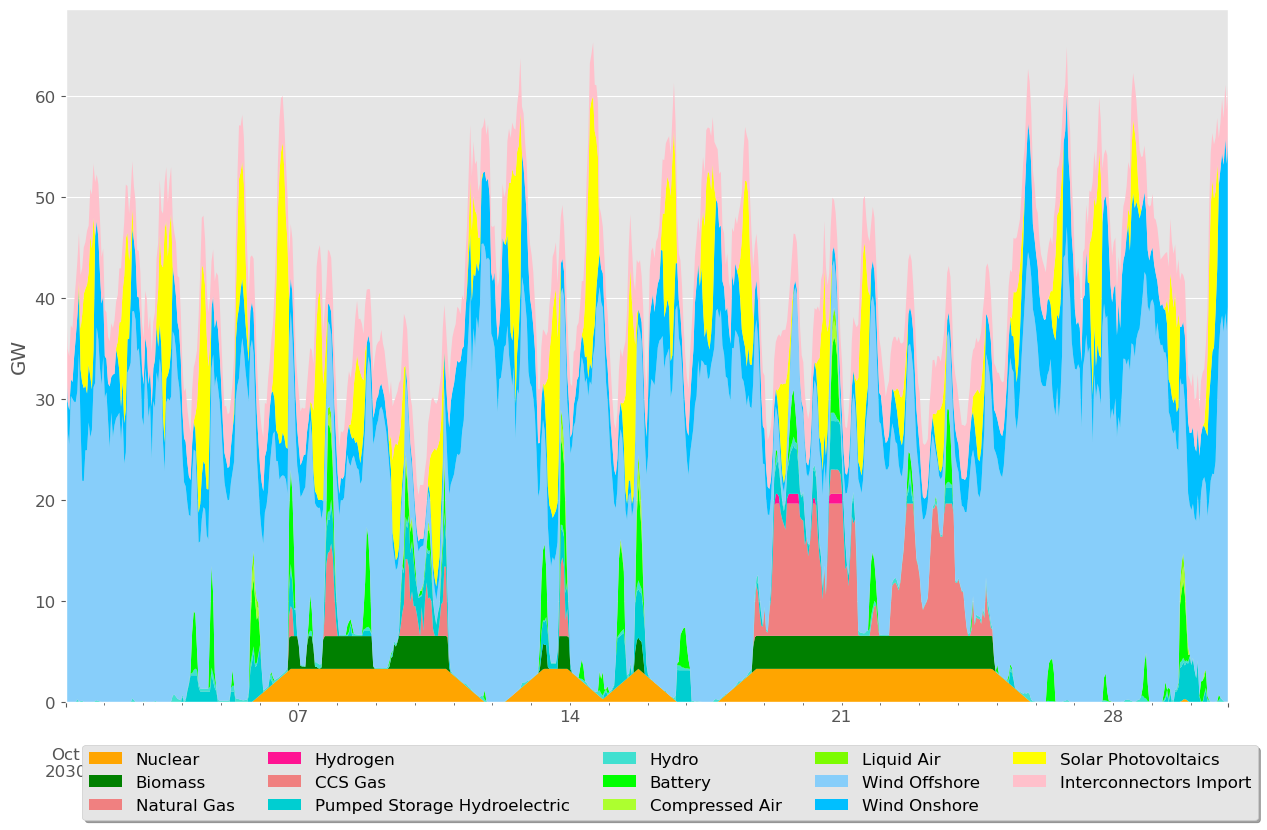 60
50
GW
40
30
20
10
0
07 14 21 28
Oct
2030
Nuclear Hydrogen Hydro Liquid Air Solar Photovoltaics
Biomass CCS Gas Battery Wind Offshore Interconnectors Import
Natural Gas Pumped Storage Hydroelectric Compressed Air Wind Onshore